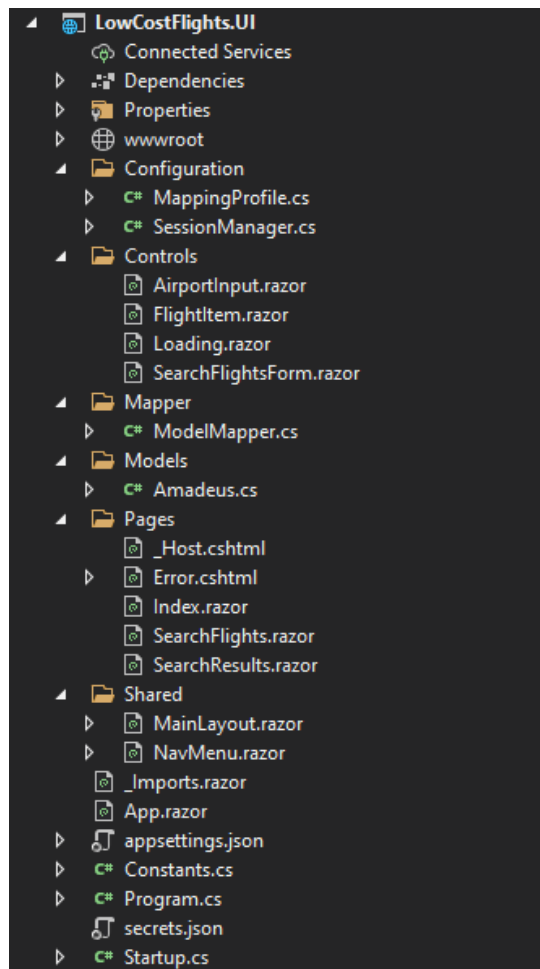 LowCostFlights.UI
Connected Services
Dependencies
Properties
wwwroot
Configuration
C# MappingProfile.cs
C# SessionManager.cs
Controls
AirportInput.razor
FlightItem.razor
Loading.razor
SearchFlightsForm.razor
Mapper
C# ModelMapper.cs
Models
C# Amadeus.cs
Pages
_Host.cshtml
Error.cshtml
Index.razor
SearchFlights.razor
SearchResults.razor
Shared
MainLayout.razor
NavMenu.razor
_Imports.razor
App.razor
appsettings.json
C# Constants.cs
C# Program.cs
secrets.json
C# Startup.cs